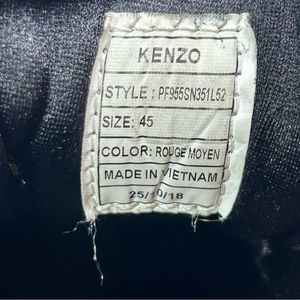 KENZO
STYLE : PF955SN351L52
SIZE: 45
COLOR: ROUGE MOYEN
MADE IN VIETNAM
25/10/18